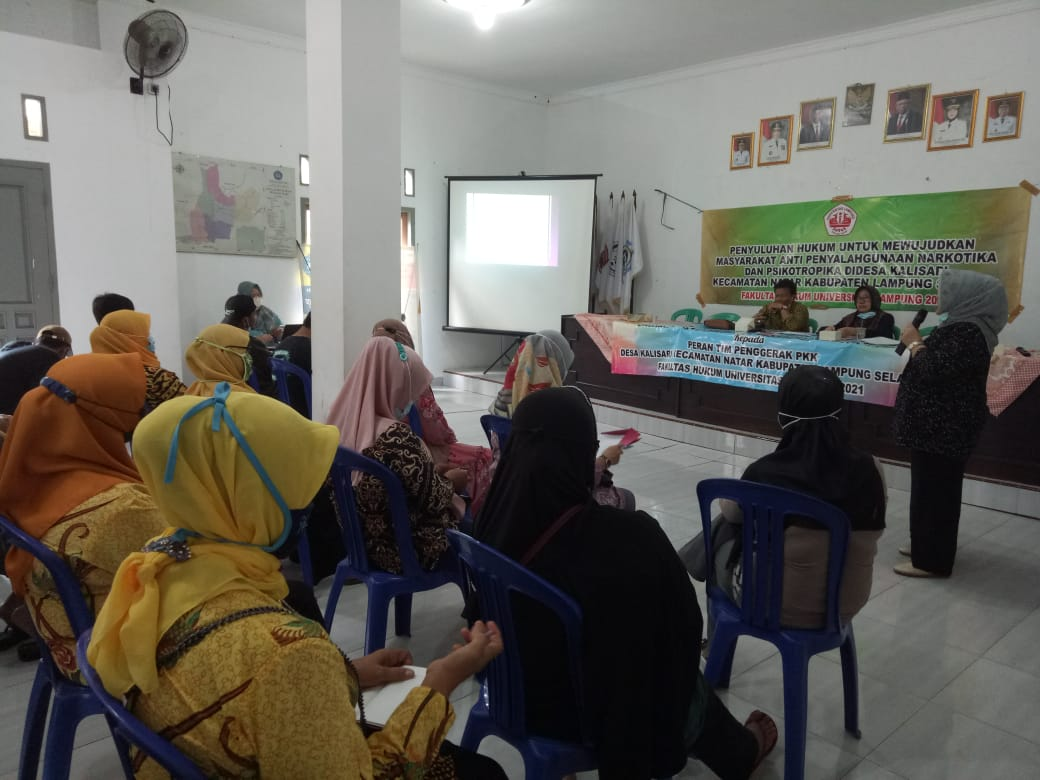 PENYULUHAN HUKUM UNTUK MEWUJUDKAN
MASYARAKAT ANTI PENYALAHGUNAAN NARKOTIKA
DAN PSIKOTROPIKA DIDESA KALISARI
KECAMATAN NATAR KABUPATEN LAMPUNG
FAKULTAS HUKUM UNIVERSITAS LAMPUNG
Kepada
PERAN TIM PENGGERAK PKK
DESA KALISARI KECAMATAN NATAR KABUPATEN LAMPUNG SELA
FAKULTAS HUKUM UNIVERSITAS 2021